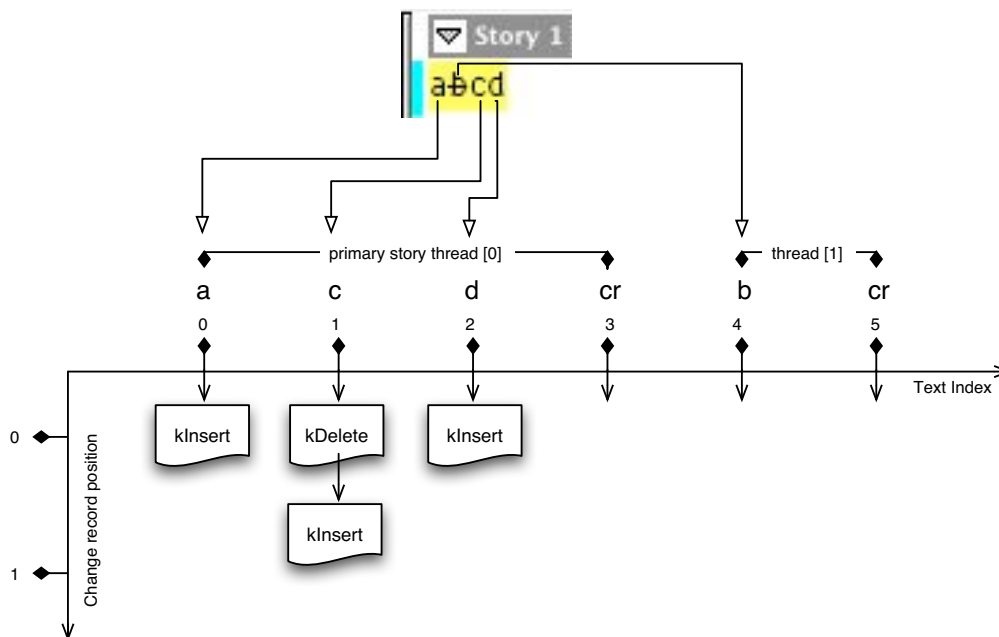 Story 1
abcd
primary story thread [0]
thread [1]
a c d cr b cr
0 1 2 3 4 5
Text Index
kInsert kDelete kInsert
0
kInsert
1
Change record position